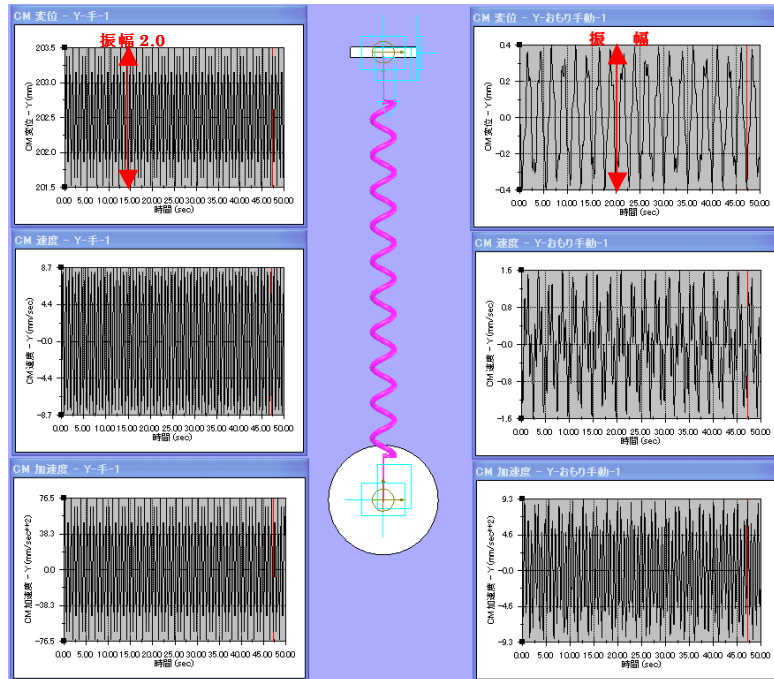 CM 変位 - Y-手-1
振幅 2.0
CM 変位 - Y (mm)
203.5
203.0
202.5
202.0
201.5
0.00 5.00 10.00 15.00 20.00 25.00 30.00 35.00 40.00 45.00 50.00
時間 (sec)
CM 速度 - Y-手-1
CM 速度 - Y (mm/sec)
8.7
4.4
-0.0
-4.4
-8.7
0.00 5.00 10.00 15.00 20.00 25.00 30.00 35.00 40.00 45.00 50.00
時間 (sec)
CM 加速度 - Y-手-1
CM 加速度 - Y (mm/sec**2)
76.5
38.3
0.0
-38.3
-76.5
0.00 5.00 10.00 15.00 20.00 25.00 30.00 35.00 40.00 45.00 50.00
時間 (sec)
CM 変位 - Y-おもり手動-1
振 幅
CM 変位 - Y (mm)
0.4
0.2
0.0
-0.2
-0.4
0.00 5.00 10.00 15.00 20.00 25.00 30.00 35.00 40.00 45.00 50.00
時間 (sec)
CM 速度 - Y-おもり手動-1
CM 速度 - Y (mm/sec)
1.6
0.8
-0.0
-0.8
-1.6
0.00 5.00 10.00 15.00 20.00 25.00 30.00 35.00 40.00 45.00 50.00
時間 (sec)
CM 加速度 - Y-おもり手動-1
CM 加速度 - Y (mm/sec**2)
9.3
4.6
-0.0
-4.6
-9.3
0.00 5.00 10.00 15.00 20.00 25.00 30.00 35.00 40.00 45.00 50.00
時間 (sec)